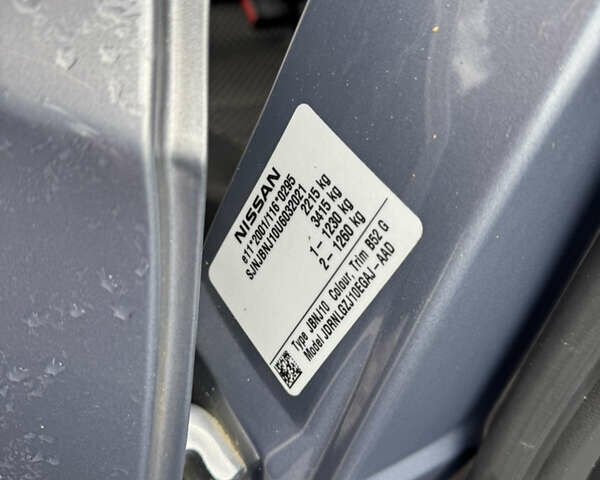 NISSAN
e11*2001/116*0295
SJNJBNJ10U6032021
2215 kg
3415 kg
1- 1230 kg
2- 1260 kg
Type JBNJ10 Colour, Trim B52 G
Model JDRNLGZJ10EGAJ-AAD